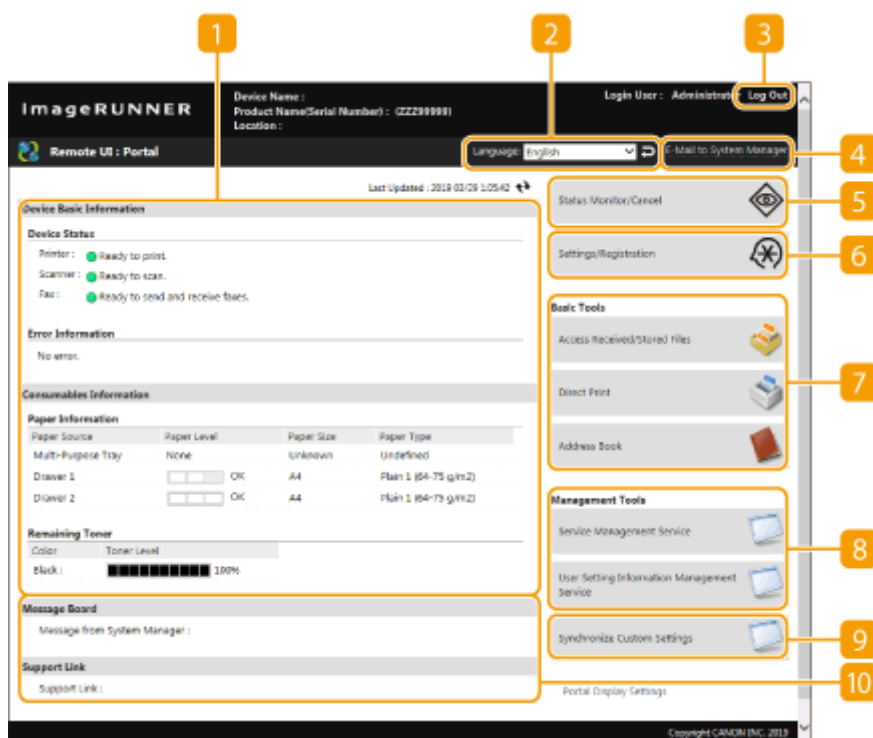 1
2
3
imageRUNNER
Device Name :
Product Name(Serial Number) : (ZZZ99999)
Location :
Login User : Administrator Log Out
Remote UI : Portal
Language: English
E-Mail to System Manager
4
Last Updated : 2019 03/29 1:05:42
Status Monitor/Cancel
5
Settings/Registration
6
Device Basic Information
Device Status
Printer : Ready to print.
Scanner : Ready to scan.
Fax : Ready to send and receive faxes.
Error Information
No error.
Consumables Information
Paper Information
Paper Source Paper Level Paper Size Paper Type
Multi-Purpose Tray None Unknown Undefined
Drawer 1 OK A4 Plain 1 (64-75 g/m2)
Drawer 2 OK A4 Plain 1 (64-75 g/m2)
Remaining Toner
Color Toner Level
Black : 100%
Basic Tools
Access Received/Stored Files
Direct Print
Address Book
7
Management Tools
Service Management Service
User Setting Information Management
Service
8
Synchronize Custom Settings
9
Message Board
Message from System Manager :
Support Link
Support Link :
10
Portal Display Settings
Copyright CANON INC. 2019